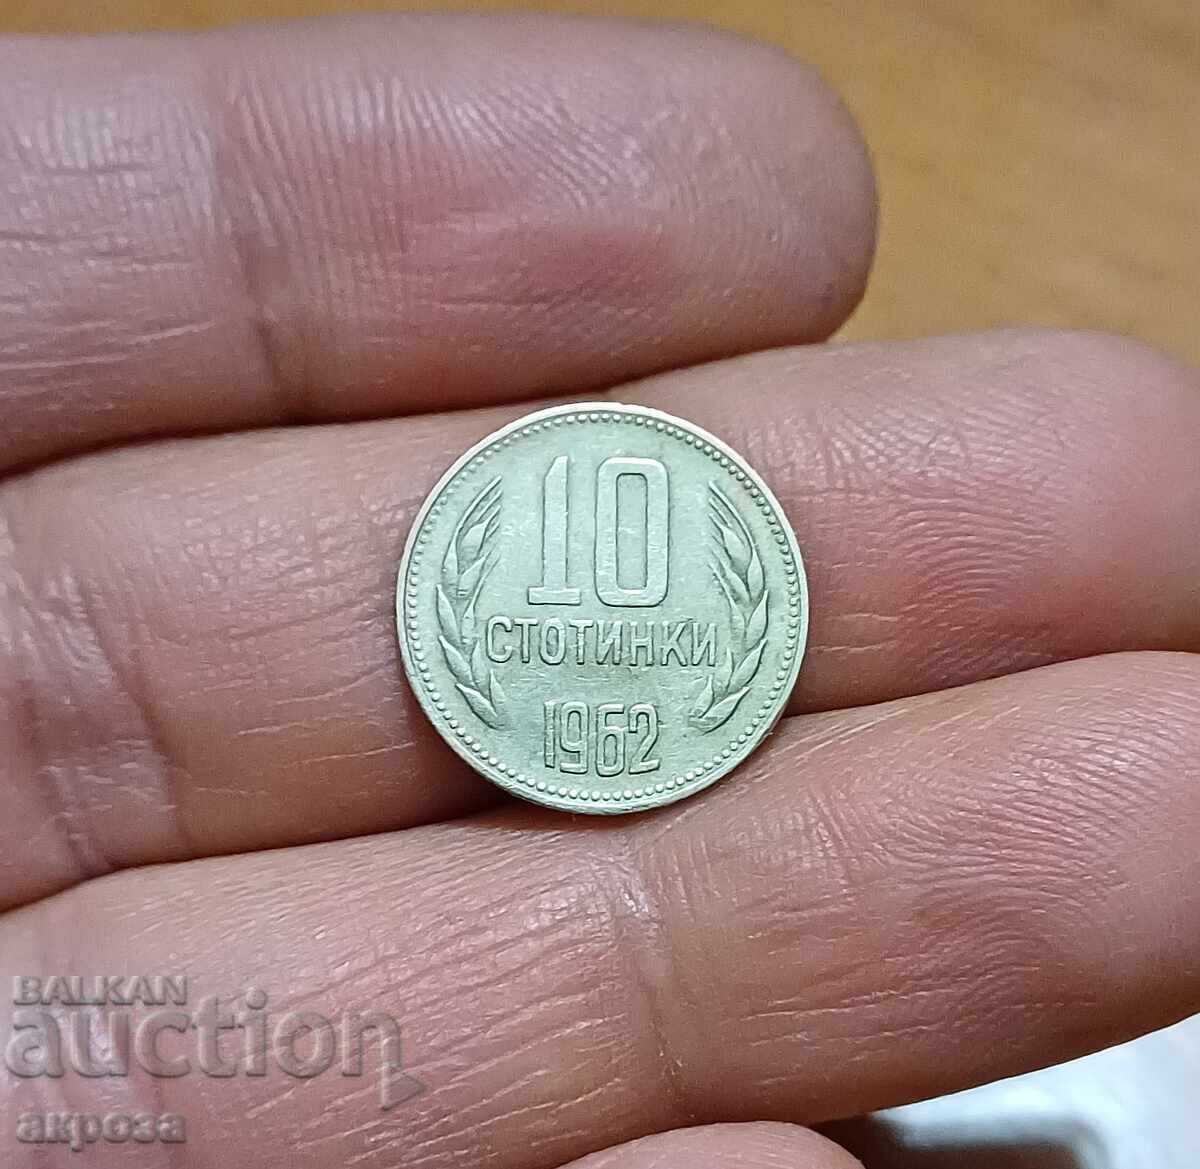 10
СТОТИНКИ
1962
BALKAN
auction
акроза